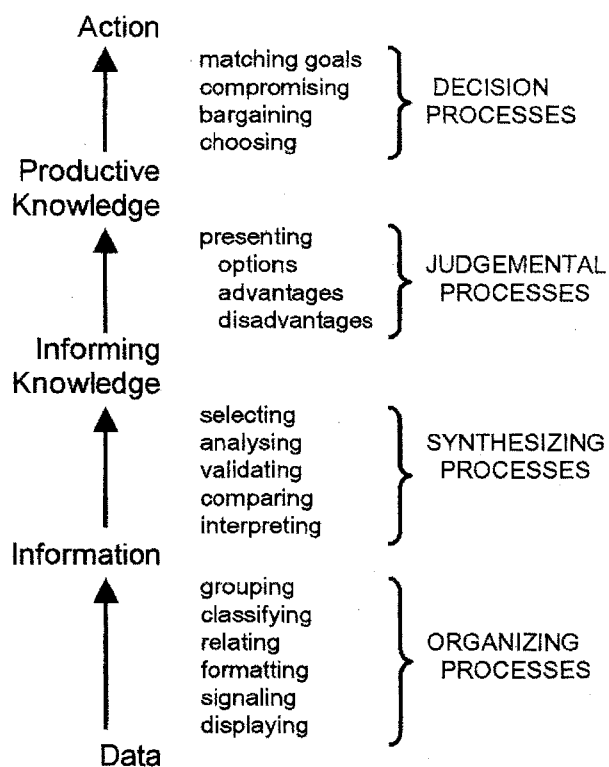 Action
matching goals
compromising
bargaining
choosing
DECISION
PROCESSES
Productive
Knowledge
presenting
options
advantages
disadvantages
JUDGEMENTAL
PROCESSES
Informing
Knowledge
selecting
analysing
validating
comparing
interpreting
SYNTHESIZING
PROCESSES
Information
grouping
classifying
relating
formatting
signaling
displaying
ORGANIZING
PROCESSES
Data